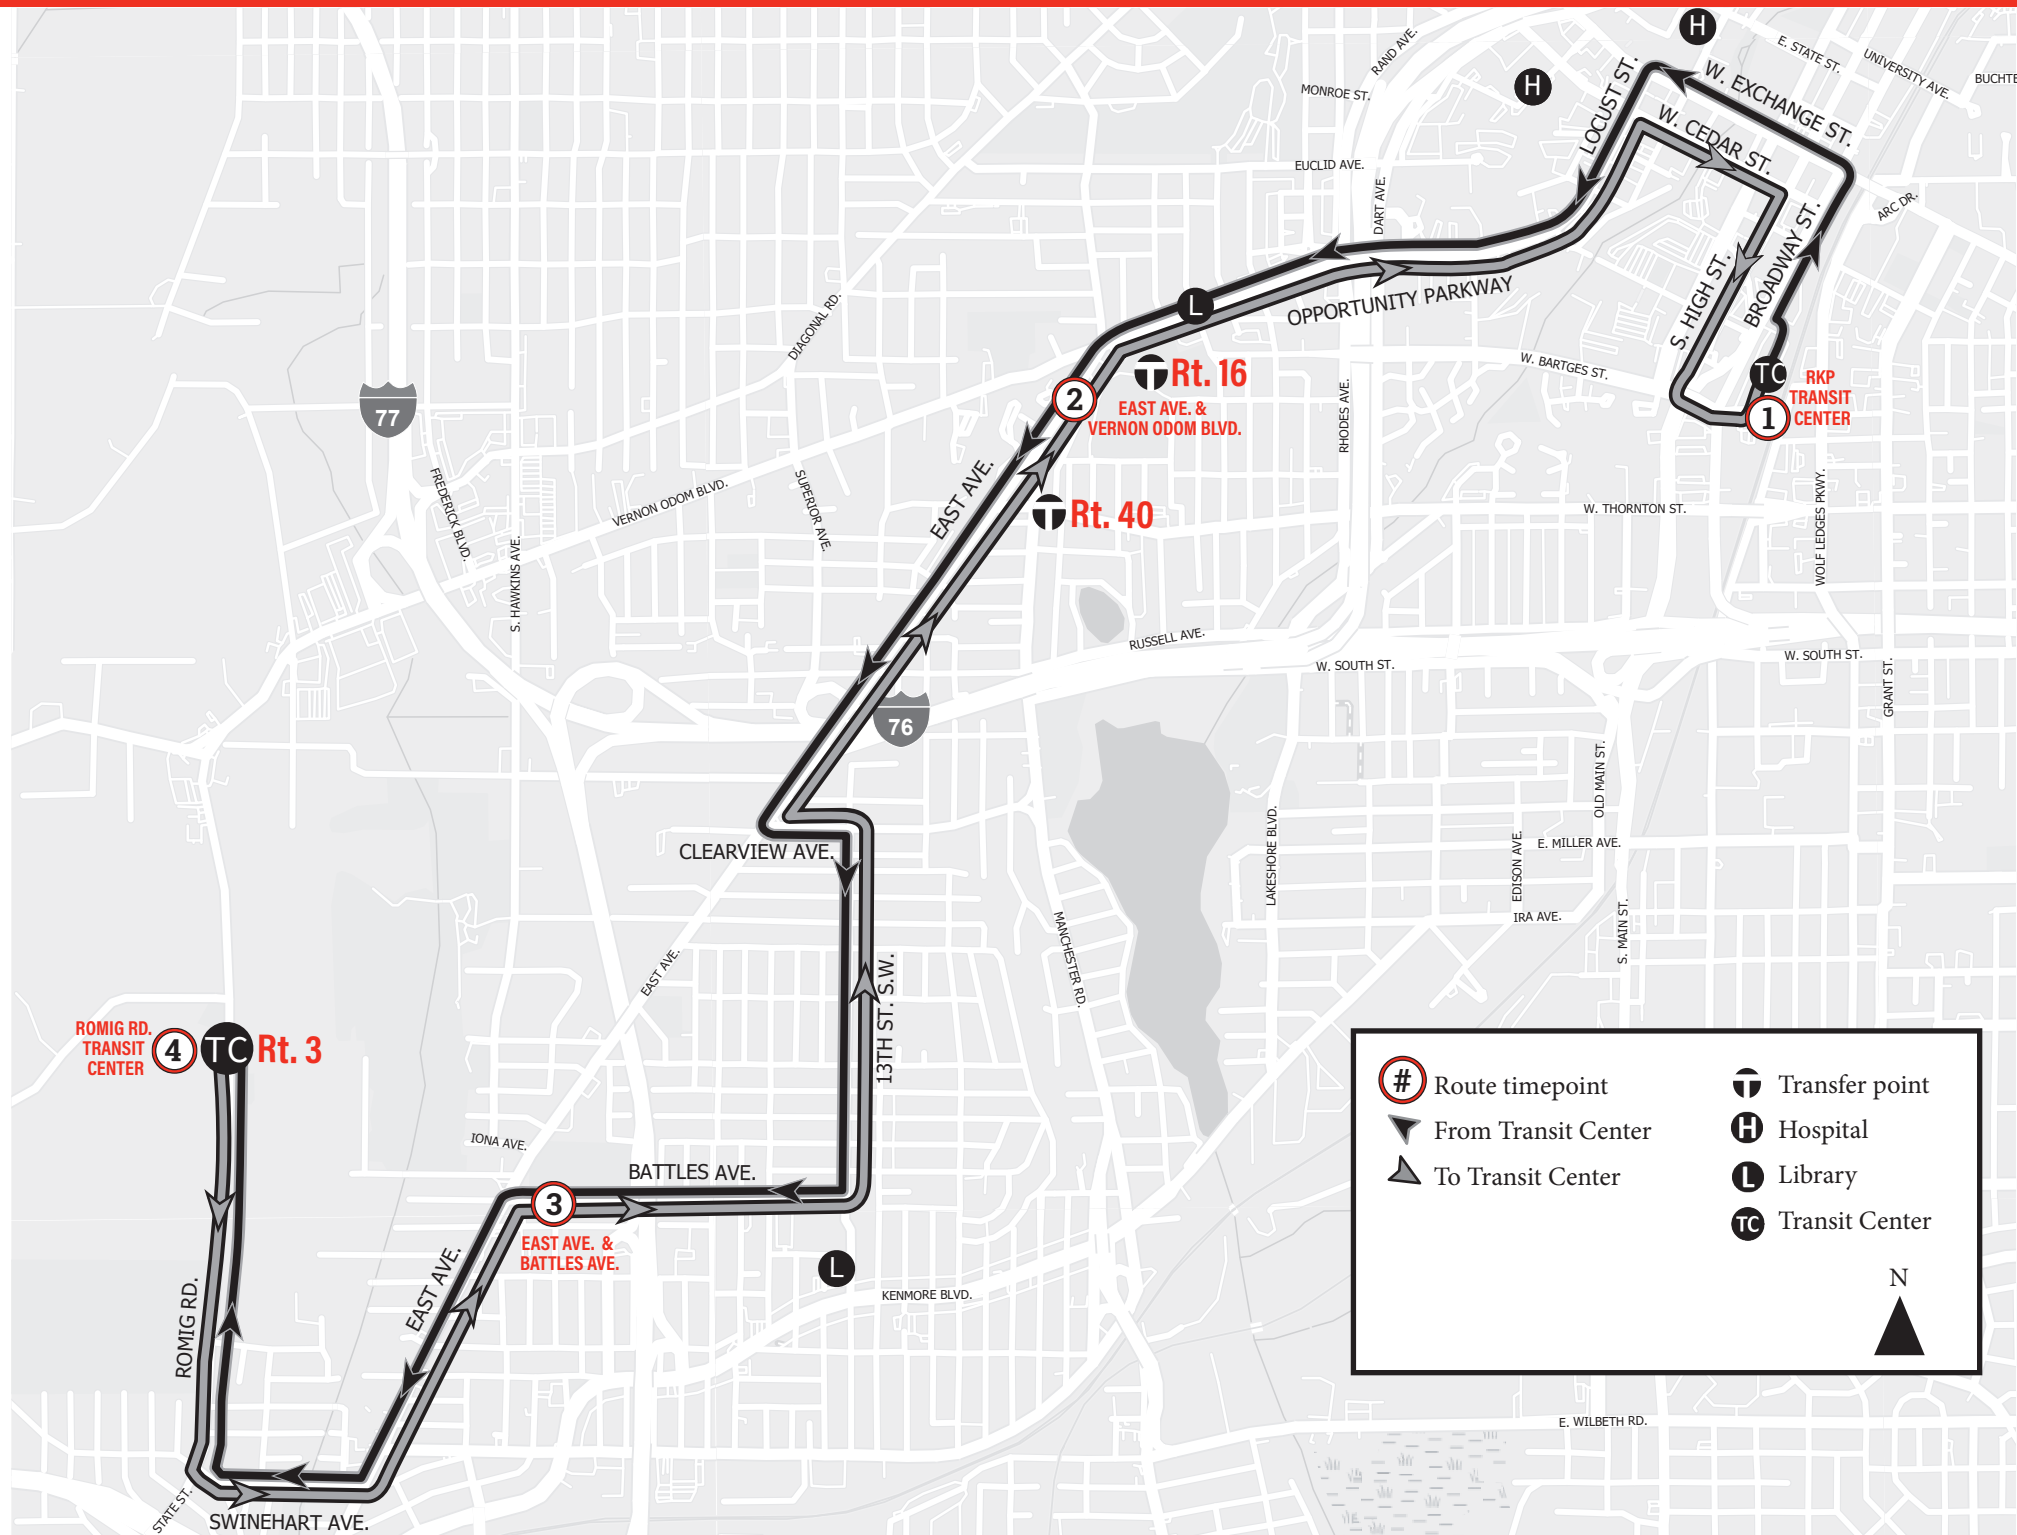 H
E. STATE ST.
UNIVERSITY AVE.
BUCHTE
RAND AVE.
H
MONROE ST.
LOCUST ST.
W. EXCHANGE ST.
W. CEDAR ST.
EUCLID AVE.
DART AVE.
ARC DR.
BROADWAY ST.
S. HIGH ST.
L
OPPORTUNITY PARKWAY
DIAGONAL RD.
Rt. 16
W. BARTGES ST.
TC
RKP
TRANSIT
CENTER
1
2
EAST AVE. &
VERNON ODOM BLVD.
77
RHODES AVE.
FREDERICK BLVD.
VERNON ODOM BLVD.
SUPERIOR AVE.
EAST AVE.
Rt. 40
W. THORNTON ST.
WOLF LEDGES PKWY.
S. HAWKINS AVE.
RUSSELL AVE.
W. SOUTH ST.
W. SOUTH ST.
GRANT ST.
76
OLD MAIN ST.
LAKESHORE BLVD.
EDISON AVE.
E. MILLER AVE.
CLEARVIEW AVE.
IRA AVE.
S. MAIN ST.
MANCHESTER RD.
EAST AVE.
13TH ST. S.W.
ROMIG RD.
TRANSIT
CENTER
4
TC
Rt. 3
IONA AVE.
BATTLES AVE.
3
EAST AVE. &
BATTLES AVE.
L
KENMORE BLVD.
EAST AVE.
ROMIG RD.
STATE ST.
SWINEHART AVE.
E. WILBETH RD.
# Route timepoint
From Transit Center
To Transit Center
T Transfer point
H Hospital
L Library
TC Transit Center
N